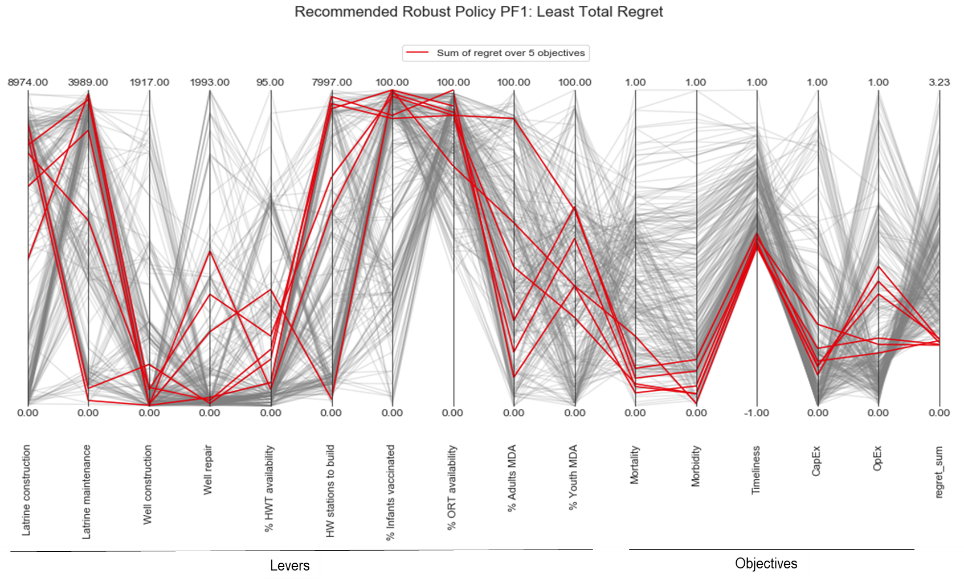 Recommended Robust Policy PF1: Least Total Regret
Sum of regret over 5 objectives
8974.00 3989.00 1917.00 1993.00 95.00 7997.00 100.00 100.00 100.00 100.00 1.00 1.00 1.00 1.00 1.00 3.23
0.00 0.00 0.00 0.00 0.00 0.00 0.00 0.00 0.00 0.00 0.00 0.00 -1.00 0.00 0.00 0.00
Latrine construction
Latrine maintenance
Well construction
Well repair
% HWT availability
HW stations to build
% Infants vaccinated
% ORT availability
% Adults MDA
% Youth MDA
Mortality
Morbidity
Timeliness
CapEx
OpEx
regret_sum
Levers
Objectives